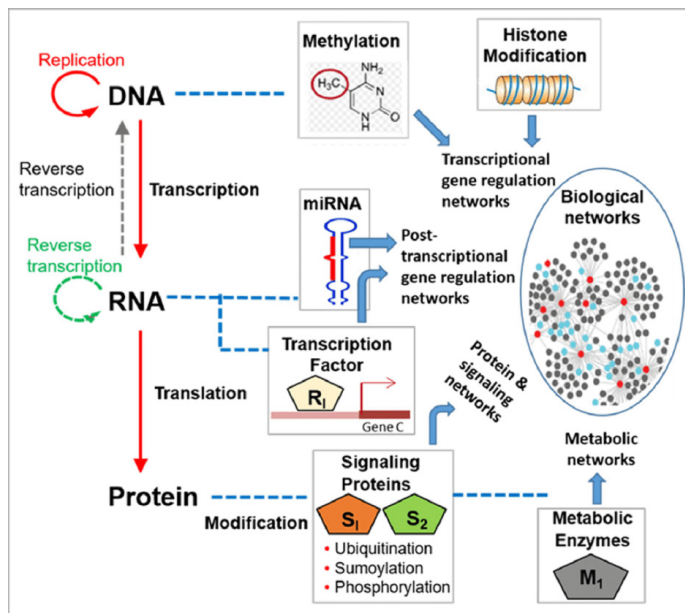 Replication
DNA
Reverse
transcription
Transcription
Reverse
transcription
RNA
Translation
Protein
Modification
Methylation
NH₂
H₃C
N
N
H
O
Histone
Modification
Transcriptional
gene regulation
networks
miRNA
Post-
transcriptional
gene regulation
networks
Transcription
Factor
R₁
Gene C
Biological
networks
Protein &
signaling
networks
Signaling
Proteins
S₁
S₂
• Ubiquitination
• Sumoylation
• Phosphorylation
Metabolic
networks
Metabolic
Enzymes
M₁